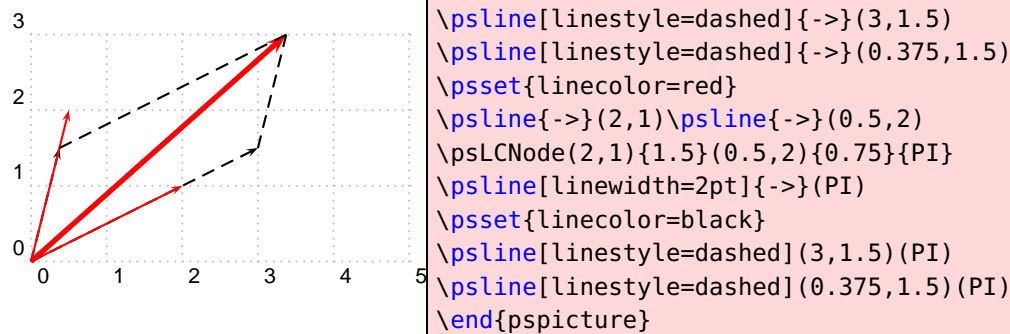 3
2
1
0
0 1 2 3 4 5
\psline[linestyle=dashed]{->}(3,1.5)
\psline[linestyle=dashed]{->}(0.375,1.5)
\psset{linecolor=red}
\psline{->}(2,1)\psline{->}(0.5,2)
\psLCNode(2,1){1.5}(0.5,2){0.75}{PI}
\psline[linewidth=2pt]{->}(PI)
\psset{linecolor=black}
\psline[linestyle=dashed](3,1.5)(PI)
\psline[linestyle=dashed](0.375,1.5)(PI)
\end{pspicture}